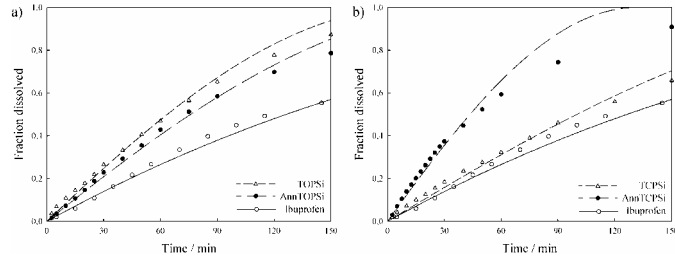 a)
1,0
0,8
0,6
0,4
0,2
0,0
Fraction dissolved
0 30 60 90 120 150
Time / min
TOPSi
AnnTOPSi
Ibuprofen
b)
1,0
0,8
0,6
0,4
0,2
0,0
Fraction dissolved
0 30 60 90 120 150
Time / min
TCPSi
AnnTCPSi
Ibuprofen